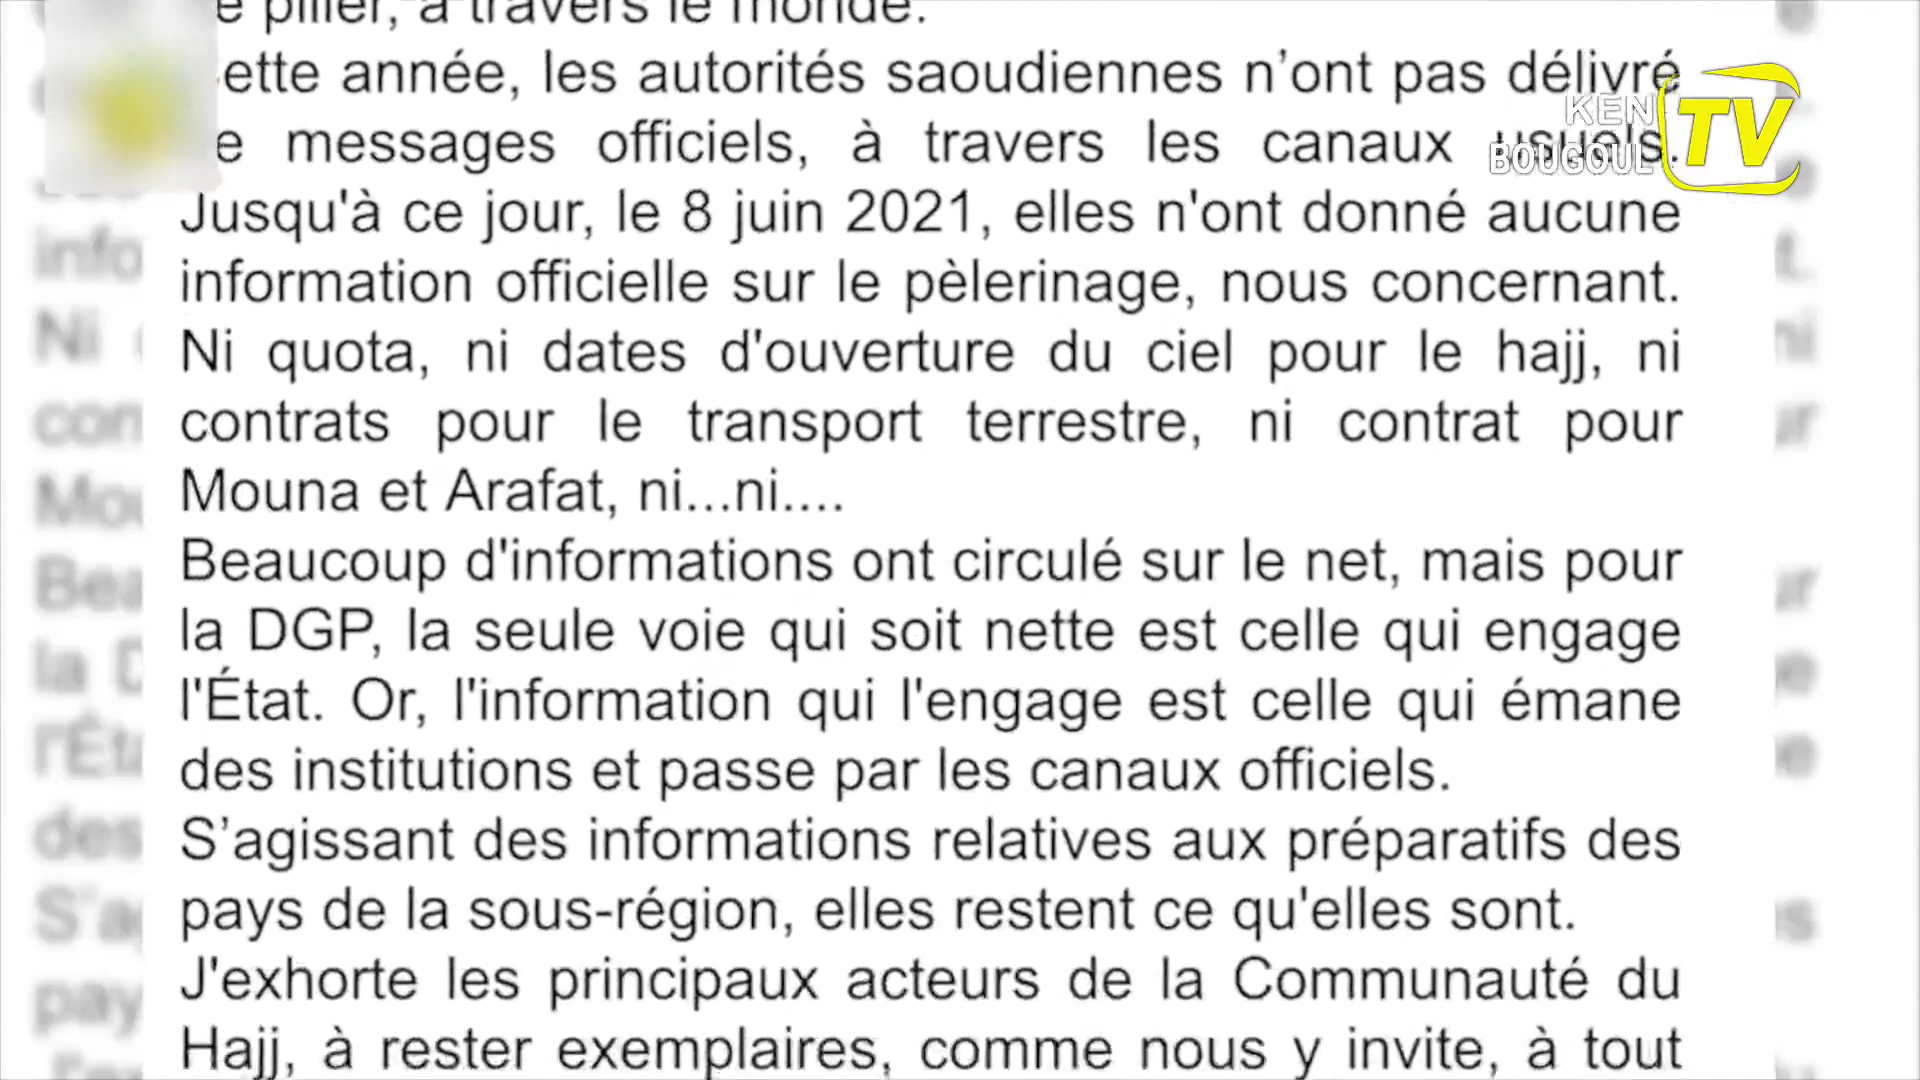 pilier, à travers le monde.
ette année, les autorités saoudiennes n’ont pas délivré
e messages officiels, à travers les canaux usuels.
KËN
BOUGOUL
TV
Jusqu'à ce jour, le 8 juin 2021, elles n'ont donné aucune
information officielle sur le pèlerinage, nous concernant.
Ni quota, ni dates d'ouverture du ciel pour le hajj, ni
contrats pour le transport terrestre, ni contrat pour
Mouna et Arafat, ni...ni....
Beaucoup d'informations ont circulé sur le net, mais pour
la DGP, la seule voie qui soit nette est celle qui engage
l'État. Or, l'information qui l'engage est celle qui émane
des institutions et passe par les canaux officiels.
S’agissant des informations relatives aux préparatifs des
pays de la sous-région, elles restent ce qu'elles sont.
J'exhorte les principaux acteurs de la Communauté du
Hajj, à rester exemplaires, comme nous y invite, à tout